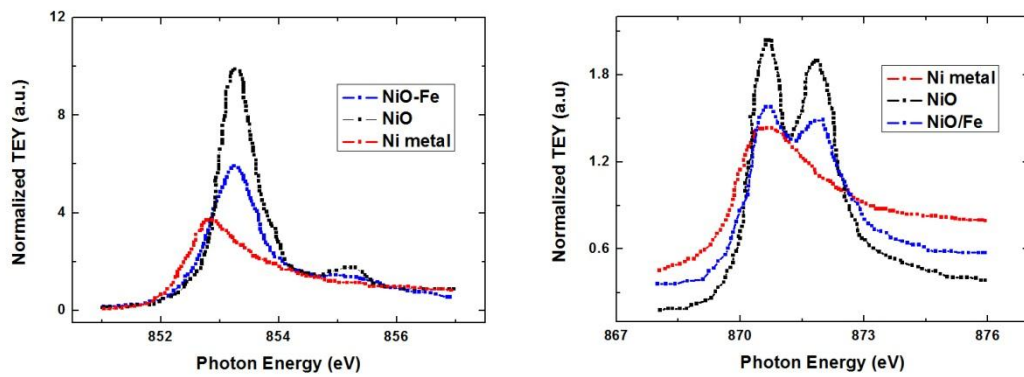 12
8
4
0
Normalized TEY (a.u.)
852
854
856
Photon Energy (eV)
NiO-Fe
NiO
Ni metal
1.8
1.2
0.6
Normalized TEY (a.u)
867
870
873
876
Photon Energy (eV)
Ni metal
NiO
NiO/Fe